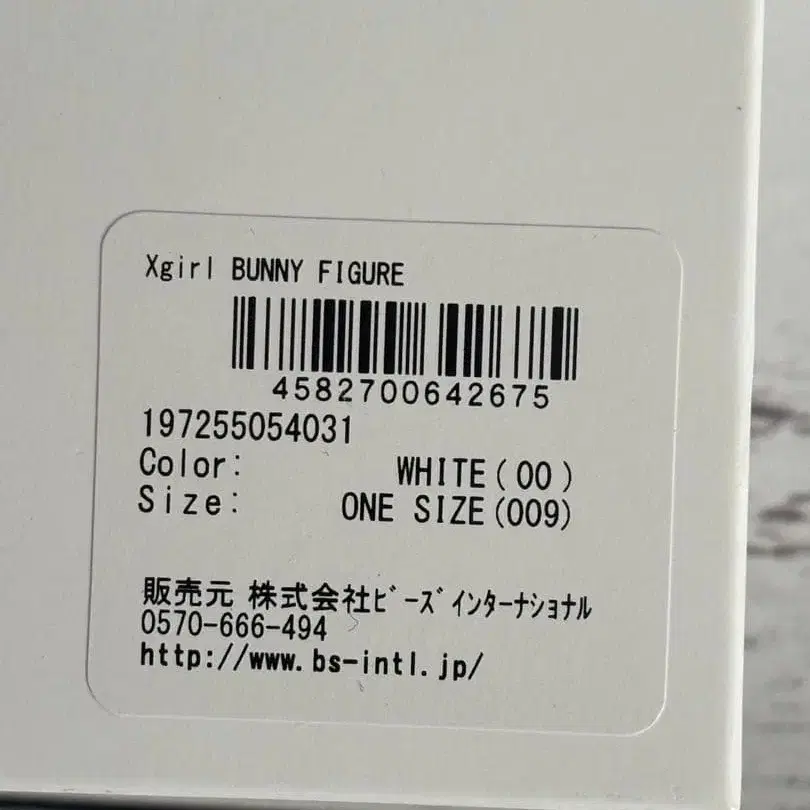 Xgirl BUNNY FIGURE
4582700642675
197255054031
Color: WHITE(00)
Size: ONE SIZE(009)
販売元 株式会社ﾋﾞｰｽﾞｲﾝﾀｰﾅｼｮﾅﾙ
0570-666-494
http://www.bs-intl.jp/